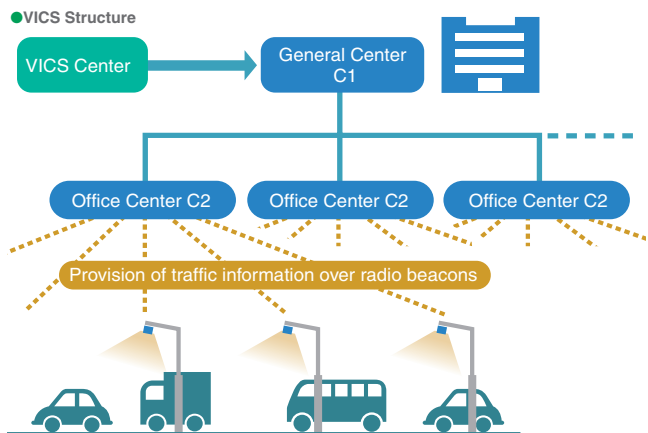 ●VICS Structure
VICS Center
General Center
C1
Office Center C2
Office Center C2
Office Center C2
Provision of traffic information over radio beacons